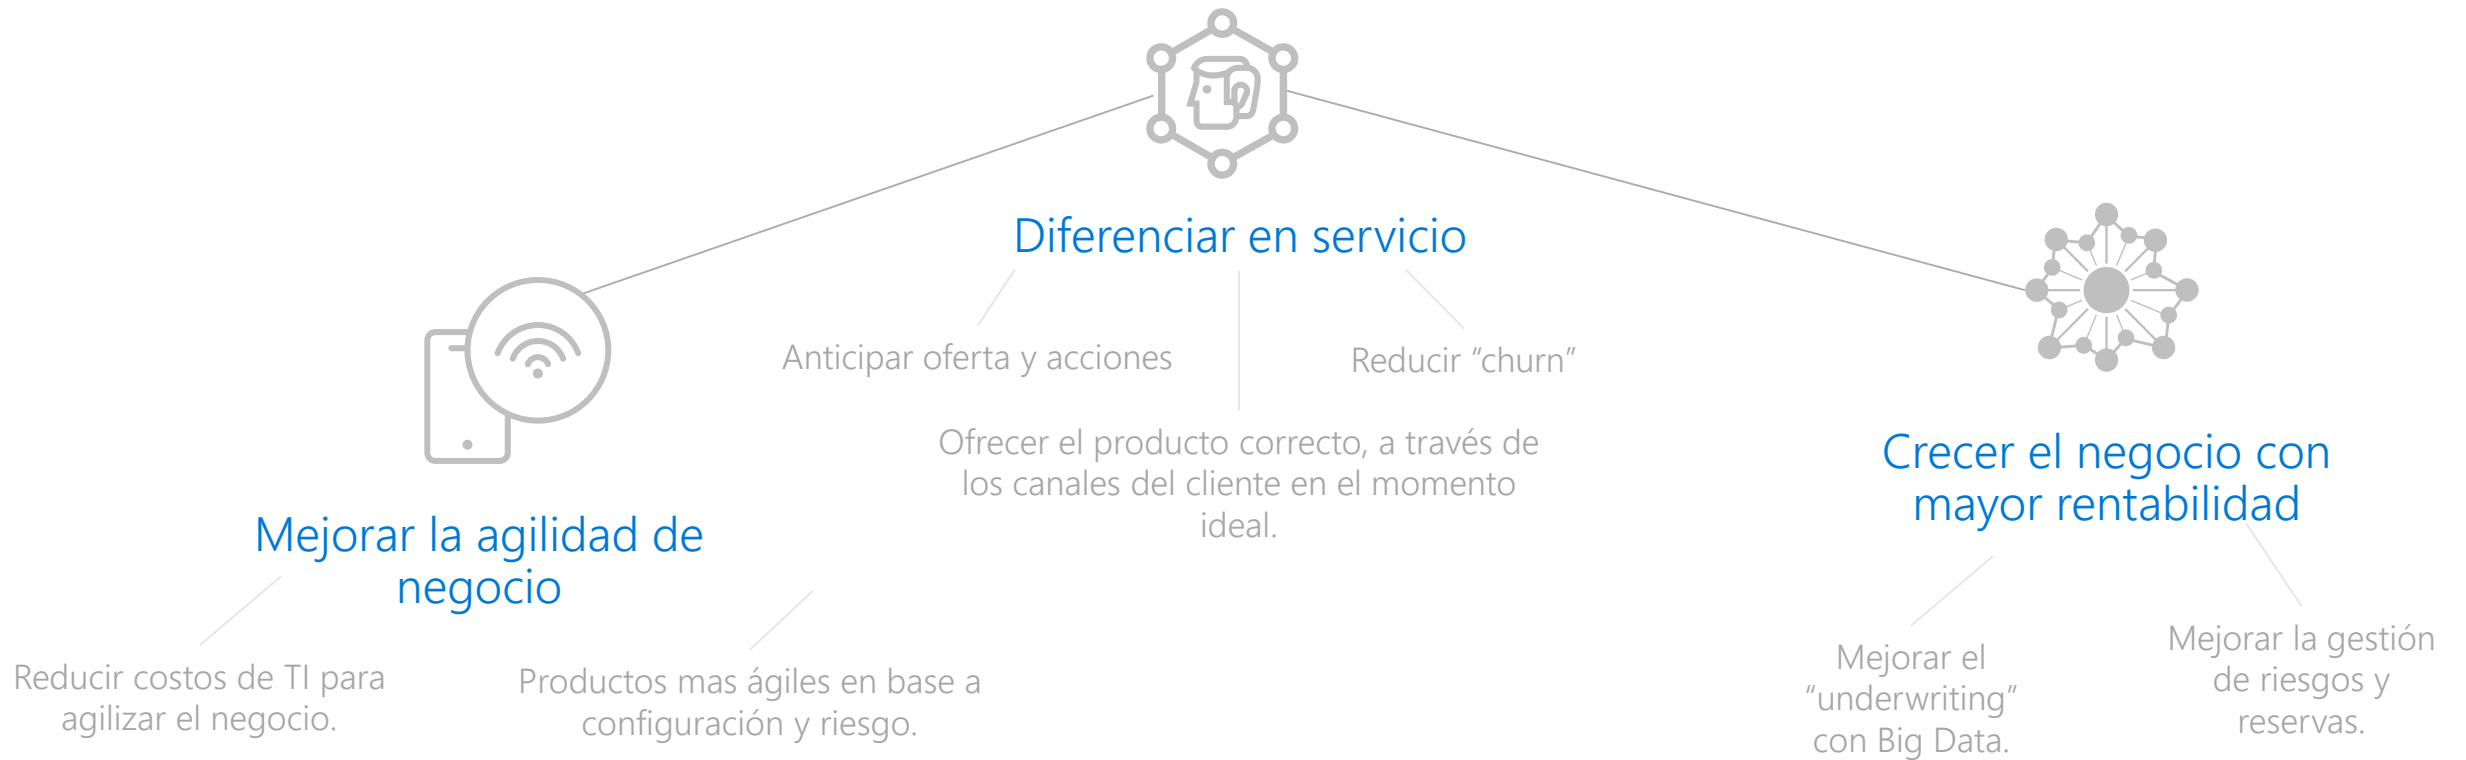 Diferenciar en servicio
Anticipar oferta y acciones
Reducir “churn”
Ofrecer el producto correcto, a través de
los canales del cliente en el momento
ideal.
Mejorar la agilidad de
negocio
Reducir costos de TI para
agilizar el negocio.
Productos mas ágiles en base a
configuración y riesgo.
Crecer el negocio con
mayor rentabilidad
Mejorar el
“underwriting”
con Big Data.
Mejorar la gestión
de riesgos y
reservas.